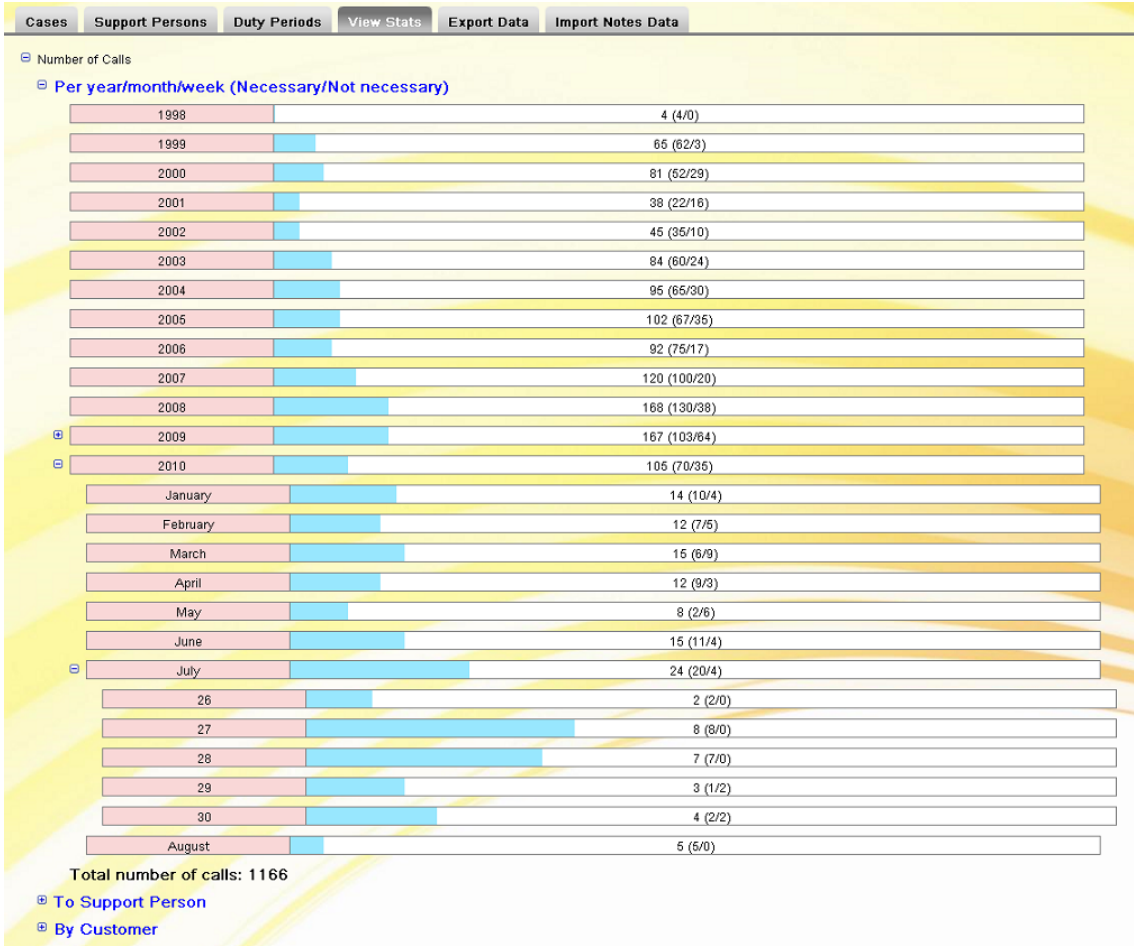 Cases Support Persons Duty Periods View Stats Export Data Import Notes Data
Number of Calls
Per year/month/week (Necessary/Not necessary)
1998 4 (4/0)
1999 65 (62/3)
2000 81 (52/29)
2001 38 (22/16)
2002 45 (35/10)
2003 84 (60/24)
2004 95 (65/30)
2005 102 (67/35)
2006 92 (75/17)
2007 120 (100/20)
2008 168 (130/38)
2009 167 (103/64)
2010 105 (70/35)
January 14 (10/4)
February 12 (7/5)
March 15 (6/9)
April 12 (9/3)
May 8 (2/6)
June 15 (11/4)
July 24 (20/4)
26 2 (2/0)
27 8 (8/0)
28 7 (7/0)
29 3 (1/2)
30 4 (2/2)
August 5 (5/0)
Total number of calls: 1166
To Support Person
By Customer